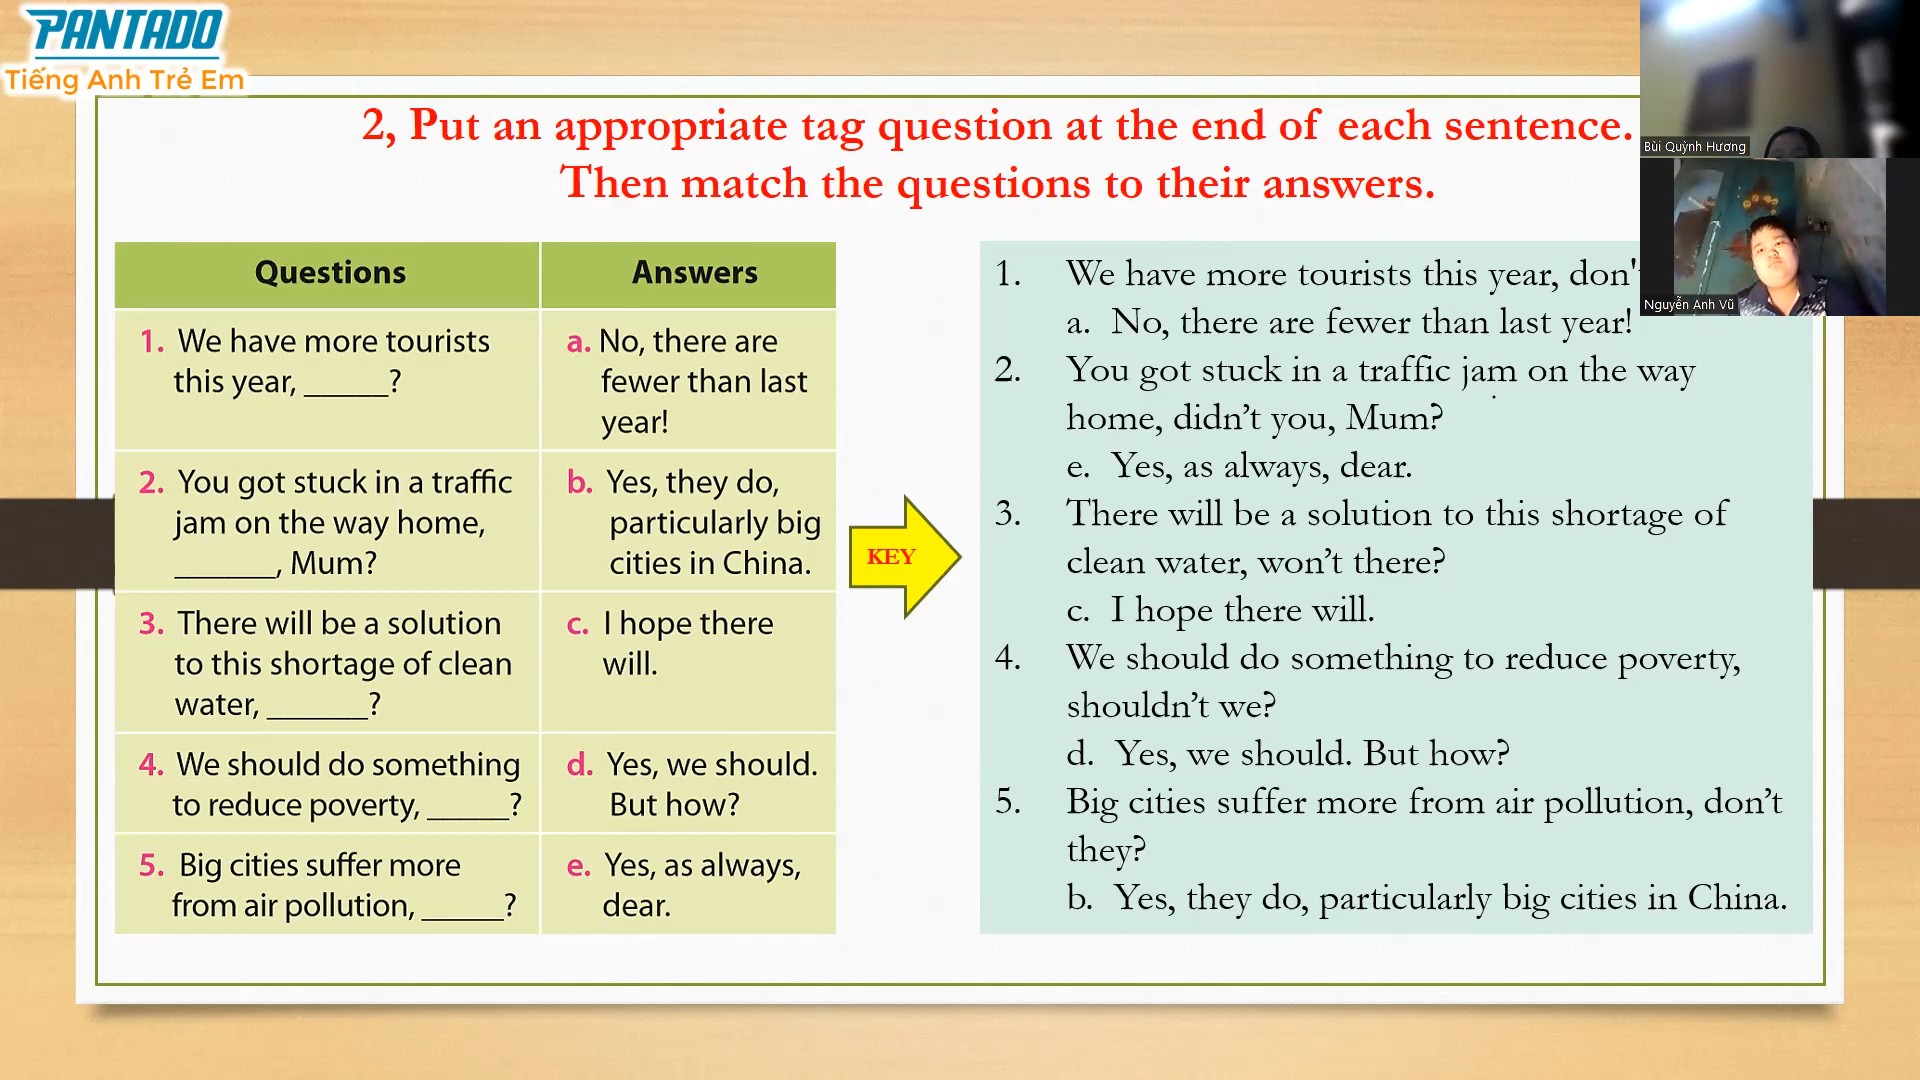 PANTADO
Tiếng Anh Trẻ Em
2, Put an appropriate tag question at the end of each sentence.
Then match the questions to their answers.
Bùi Quỳnh Hương
Nguyễn Anh Vũ
Questions
Answers
1. We have more tourists
this year, _____?
a. No, there are
fewer than last
year!
2. You got stuck in a traffic
jam on the way home,
______, Mum?
b. Yes, they do,
particularly big
cities in China.
3. There will be a solution
to this shortage of clean
water, ______?
c. I hope there
will.
4. We should do something
to reduce poverty, _____?
d. Yes, we should.
But how?
5. Big cities suffer more
from air pollution, _____?
e. Yes, as always,
dear.
KEY
1. We have more tourists this year, don'
a. No, there are fewer than last year!
2. You got stuck in a traffic jam on the way
home, didn’t you, Mum?
e. Yes, as always, dear.
3. There will be a solution to this shortage of
clean water, won’t there?
c. I hope there will.
4. We should do something to reduce poverty,
shouldn’t we?
d. Yes, we should. But how?
5. Big cities suffer more from air pollution, don’t
they?
b. Yes, they do, particularly big cities in China.